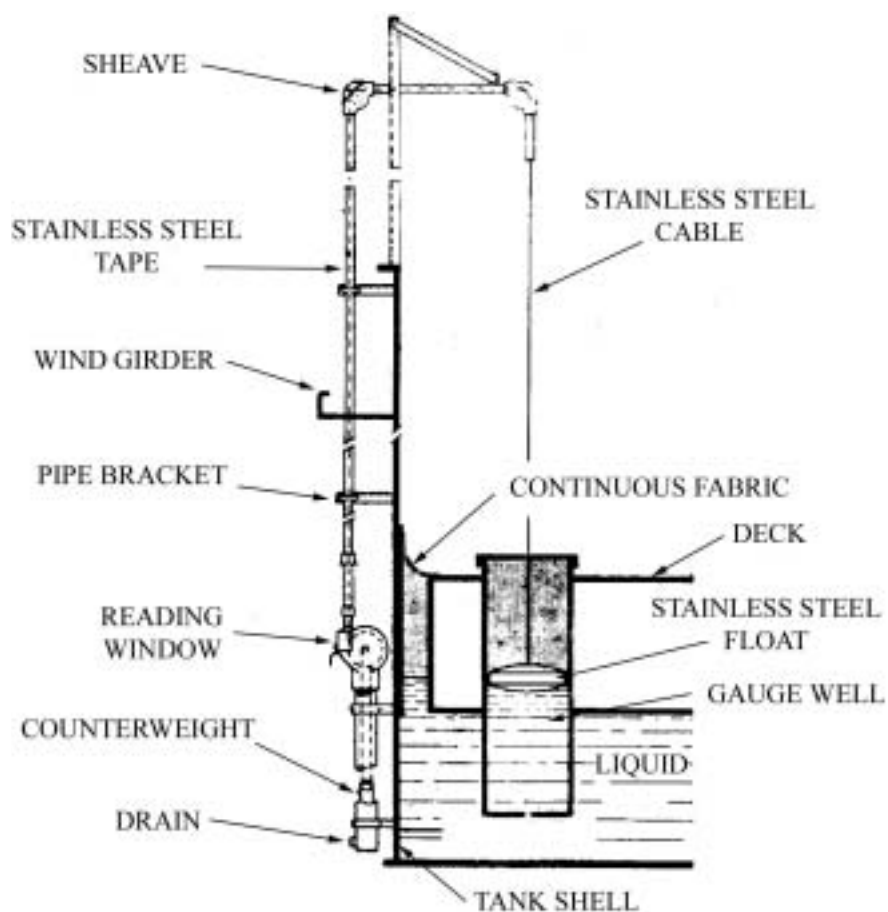 SHEAVE
STAINLESS STEEL
TAPE
STAINLESS STEEL
CABLE
WIND GIRDER
PIPE BRACKET
CONTINUOUS FABRIC
DECK
READING
WINDOW
STAINLESS STEEL
FLOAT
GAUGE WELL
COUNTERWEIGHT
LIQUID
DRAIN
TANK SHELL